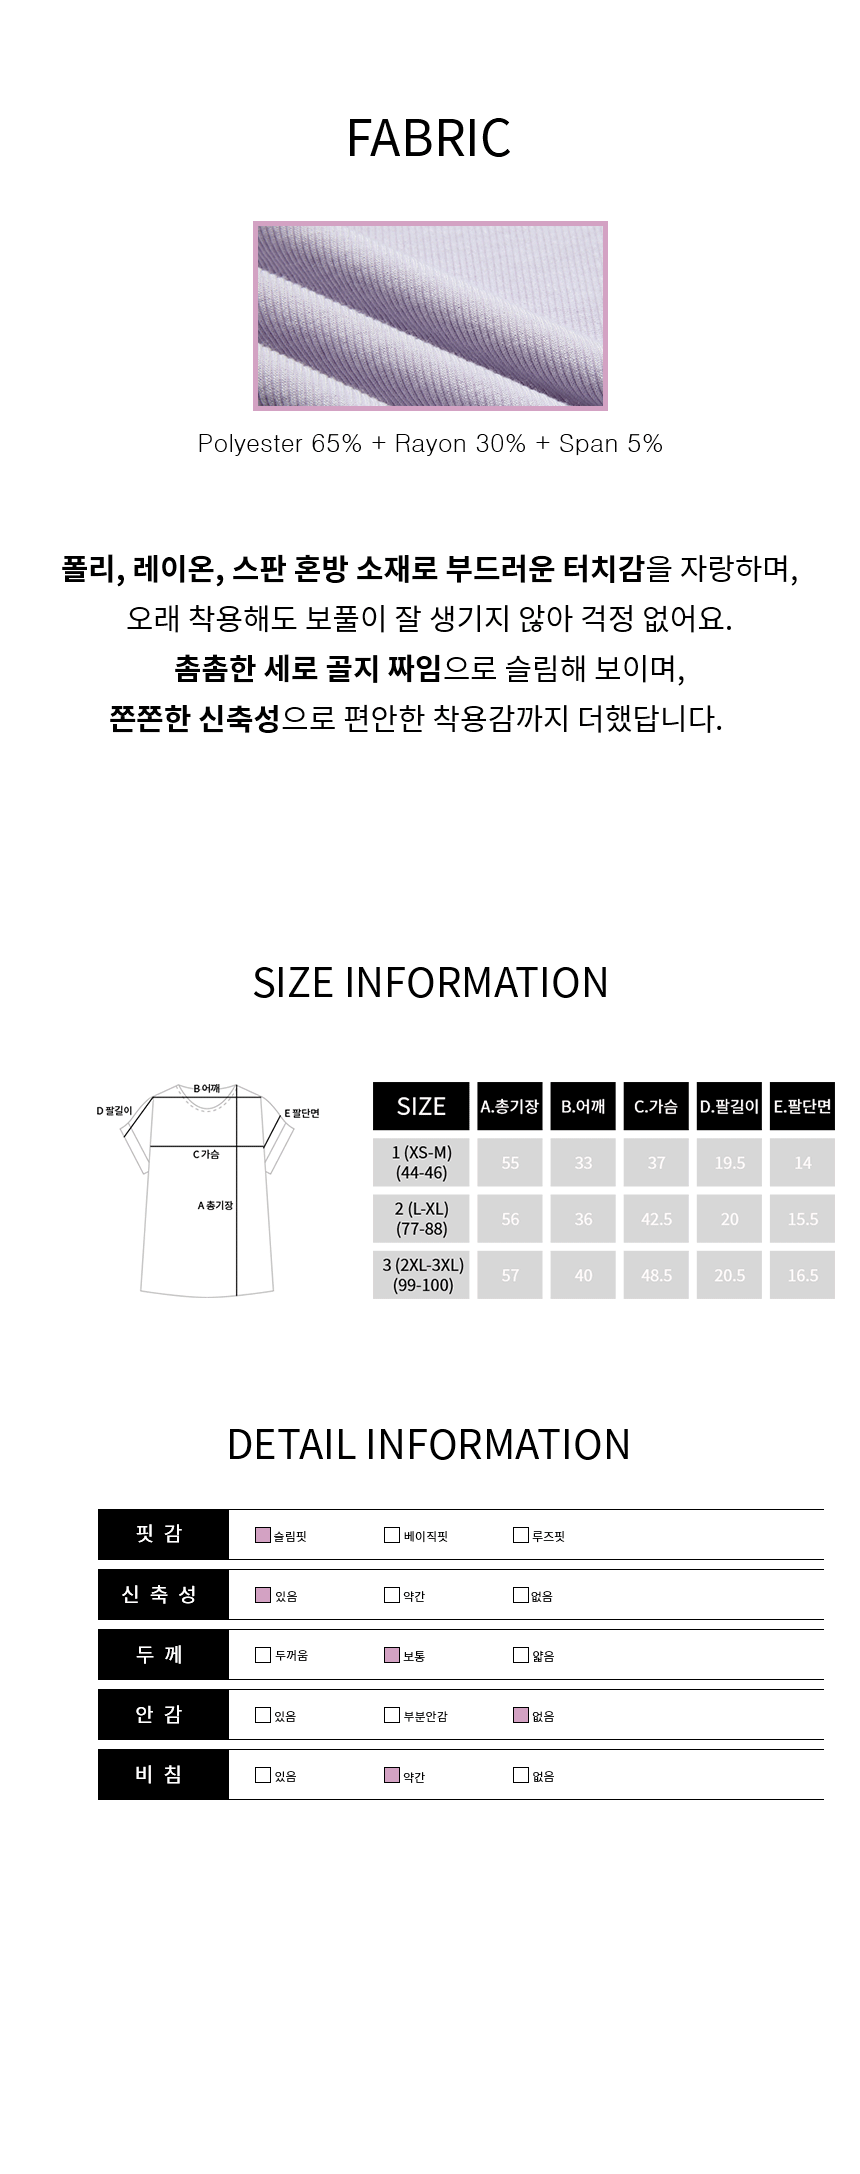 FABRIC
Polyester 65% + Rayon 30% + Span 5%
폴리, 레이온, 스판 혼방 소재로 부드러운 터치감을 자랑하며,
오래 착용해도 보풀이 잘 생기지 않아 걱정 없어요.
촘촘한 세로 골지 짜임으로 슬림해 보이며,
쫀쫀한 신축성으로 편안한 착용감까지 더했답니다.
SIZE INFORMATION
B 어깨
D 팔길이
E 팔단면
C 가슴
A 총기장
SIZE A.총기장 B.어깨 C.가슴 D.팔길이 E.팔단면
1 (XS-M)
(44-46) 55 33 37 19.5 14
2 (L-XL)
(77-88) 56 36 42.5 20 15.5
3 (2XL-3XL)
(99-100) 57 40 48.5 20.5 16.5
DETAIL INFORMATION
핏 감 슬림핏 베이직핏 루즈핏
신 축 성 있음 약간 없음
두 께 두꺼움 보통 얇음
안 감 있음 부분안감 없음
비 침 있음 약간 없음